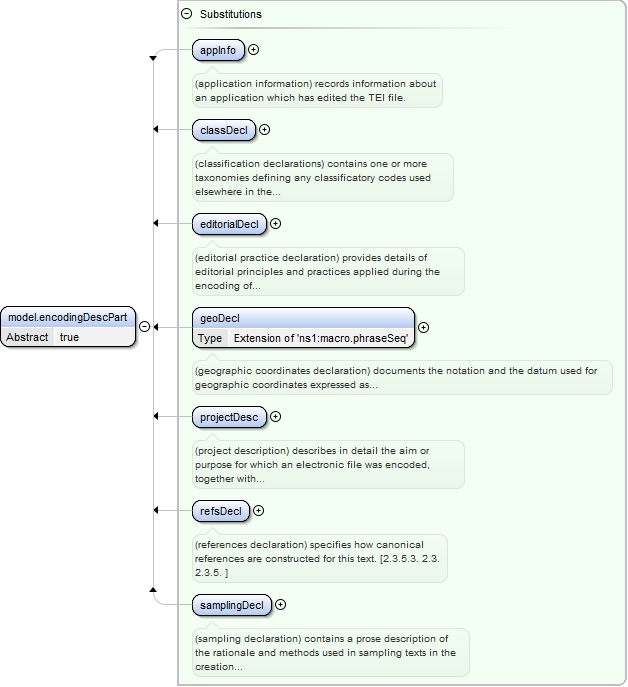 Substitutions
appInfo
(application information) records information about
an application which has edited the TEI file.
classDecl
(classification declarations) contains one or more
taxonomies defining any classificatory codes used
elsewhere in the...
editorialDecl
(editorial practice declaration) provides details of
editorial principles and practices applied during the
encoding of...
model.encodingDescPart
Abstract true
geoDecl
Type Extension of 'ns1:macro.phraseSeq'
(geographic coordinates declaration) documents the notation and the datum used for
geographic coordinates expressed as...
projectDesc
(project description) describes in detail the aim or
purpose for which an electronic file was encoded,
together with...
refsDecl
(references declaration) specifies how canonical
references are constructed for this text. [2.3.5.3. 2.3.
2.3.5. ]
samplingDecl
(sampling declaration) contains a prose description of
the rationale and methods used in sampling texts in the
creation...